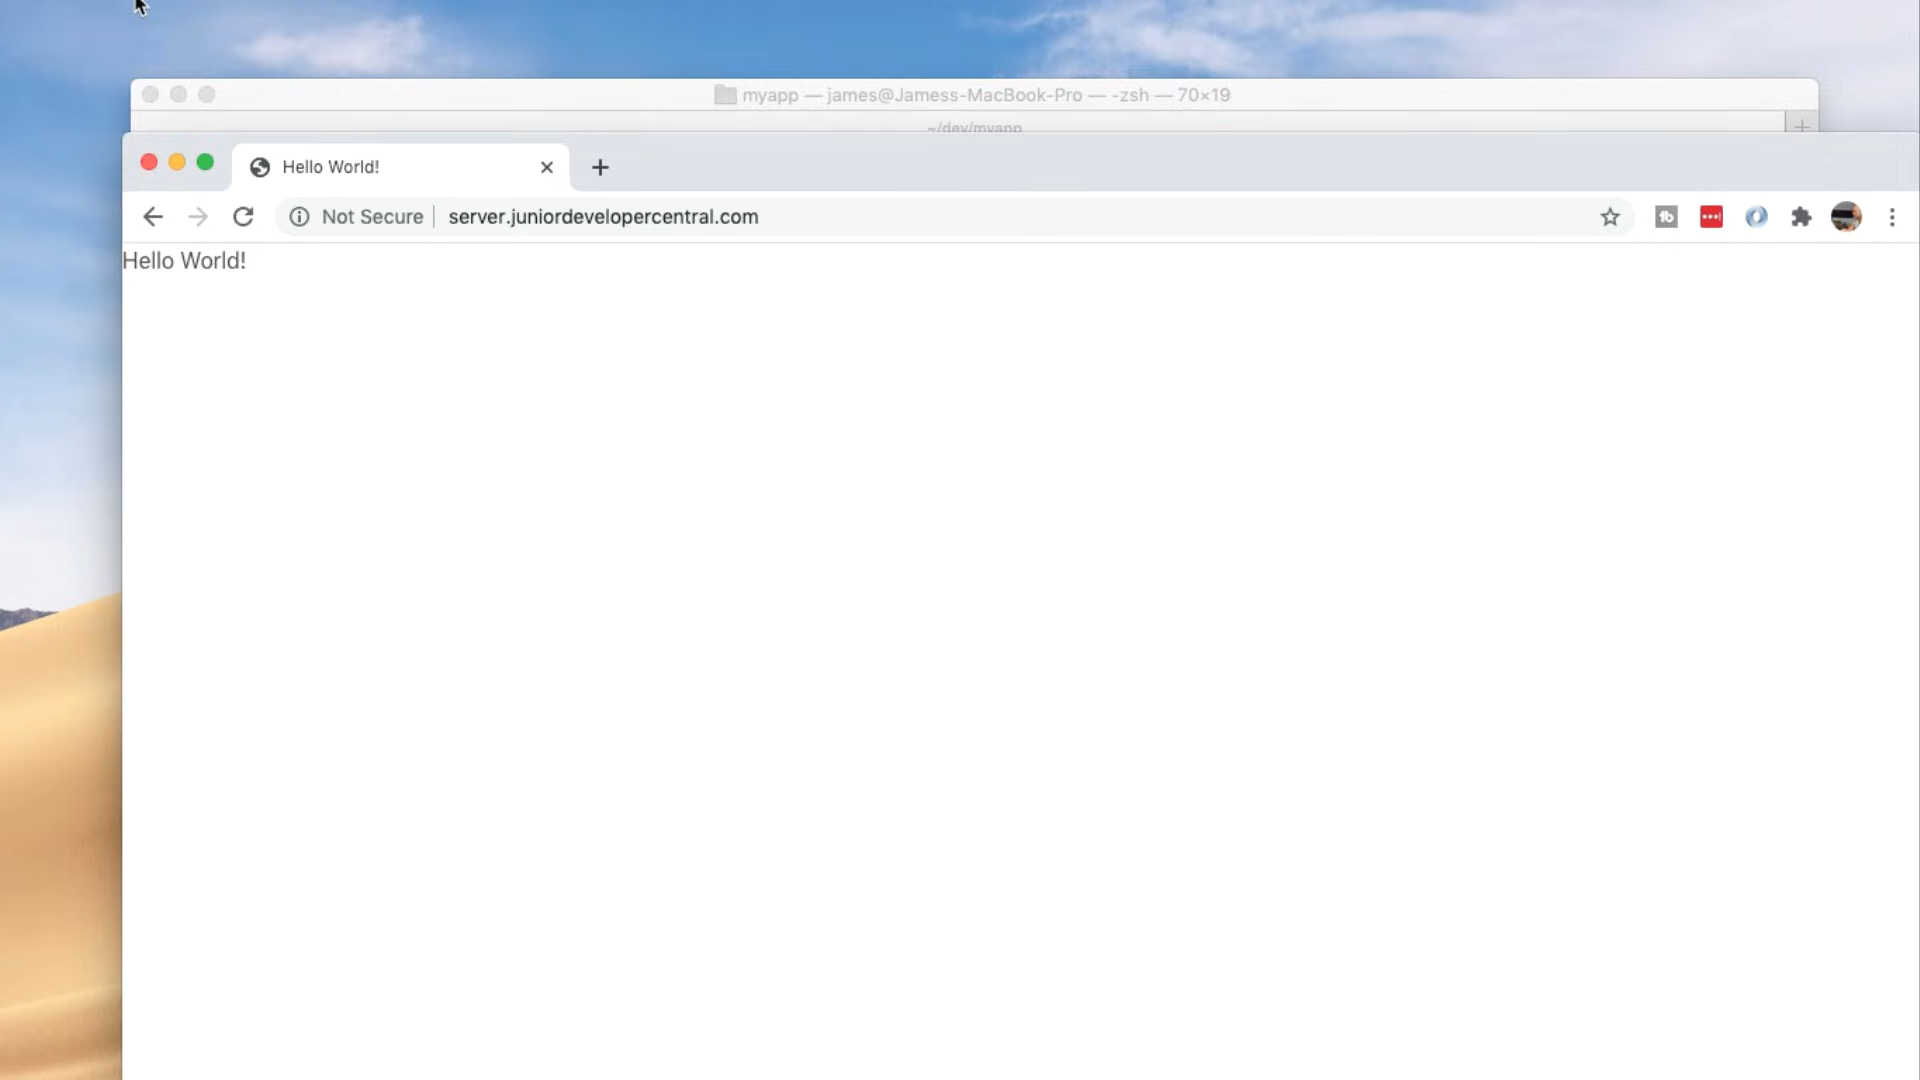 myapp — james@Jamess-MacBook-Pro — -zsh — 70×19
~/dev/myapp
Hello World!
Not Secure
server.juniordevelopercentral.com
Hello World!